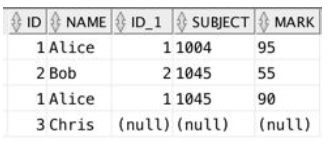 ID NAME ID_1 SUBJECT MARK
1 Alice 1 1004 95
2 Bob 2 1045 55
1 Alice 1 1045 90
3 Chris (null) (null) (null)